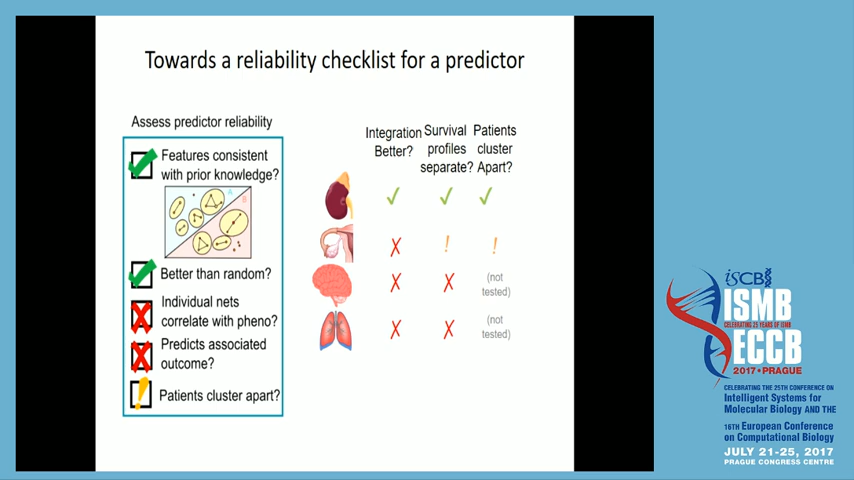 Towards a reliability checklist for a predictor
Assess predictor reliability
Features consistent
with prior knowledge?
A
B
Better than random?
Individual nets
correlate with pheno?
Predicts associated
outcome?
Patients cluster apart?
Integration
Better?
Survival
profiles
separate?
Patients
cluster
Apart?
(not
tested)
(not
tested)
iSCB
ISMB
CELEBRATING 25 YEARS OF ISMB
ECCB
2017 • PRAGUE
CELEBRATING THE 25TH CONFERENCE ON
Intelligent Systems for
Molecular Biology AND THE
16TH European Conference
on Computational Biology
JULY 21-25, 2017
PRAGUE CONGRESS CENTRE